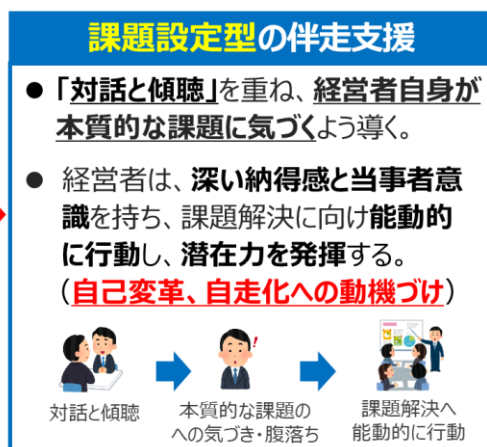 課題設定型の伴走支援
● 「対話と傾聴」を重ね、経営者自身が
本質的な課題に気づくよう導く。
● 経営者は、深い納得感と当事者意
識を持ち、課題解決に向け能動的
に行動し、潜在力を発揮する。
（自己変革、自走化への動機づけ）
対話と傾聴
本質的な課題の
への気づき・腹落ち
課題解決へ
能動的に行動